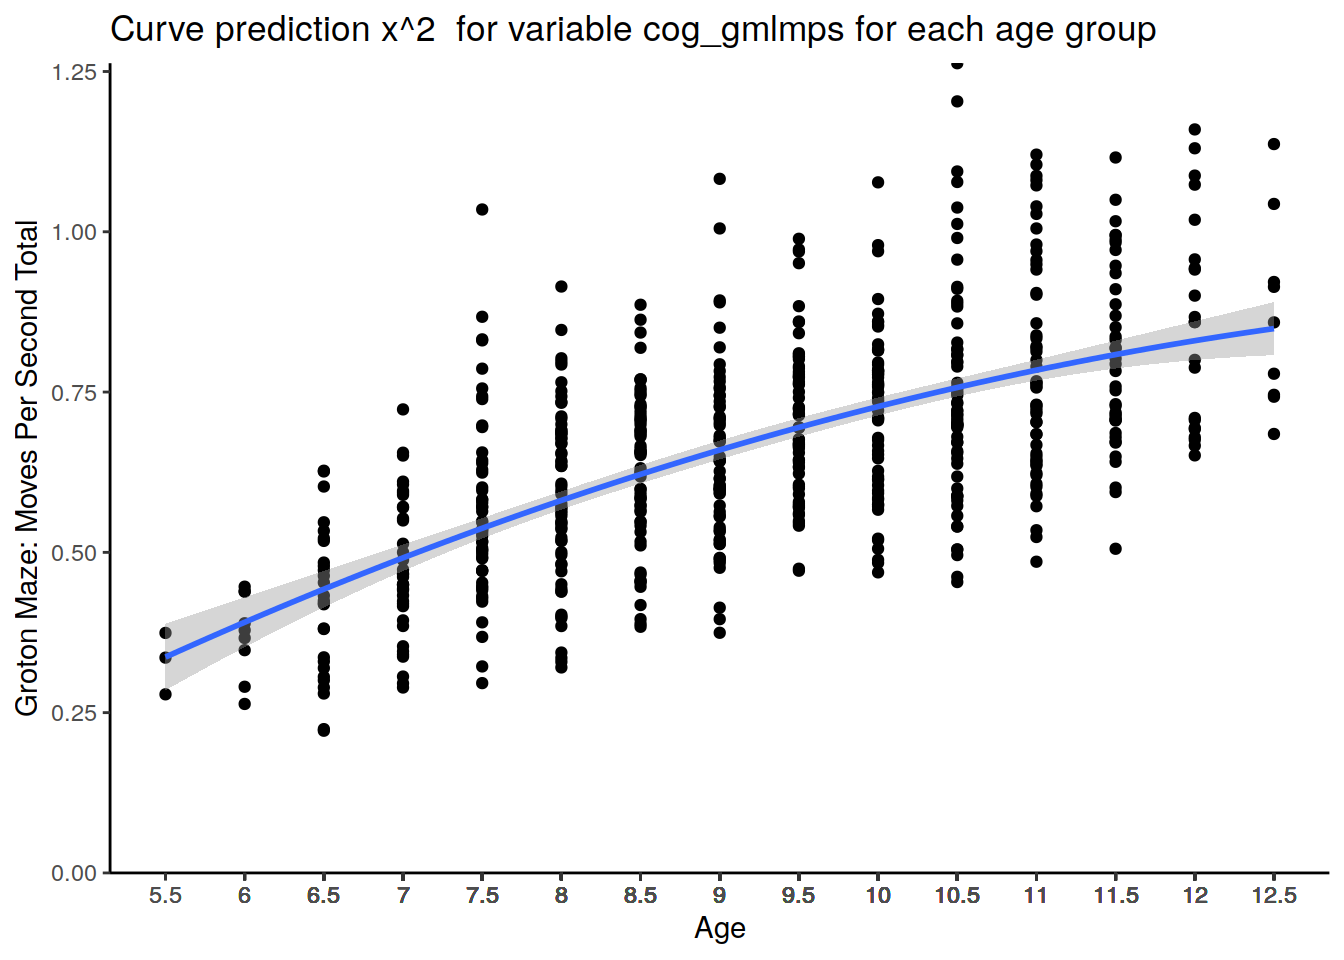 Curve prediction x^2  for variable cog_gmlmps for each age group
Groton Maze: Moves Per Second Total
1.25
1.00
0.75
0.50
0.25
0.00
5.5 6 6.5 7 7.5 8 8.5 9 9.5 10 10.5 11 11.5 12 12.5
Age